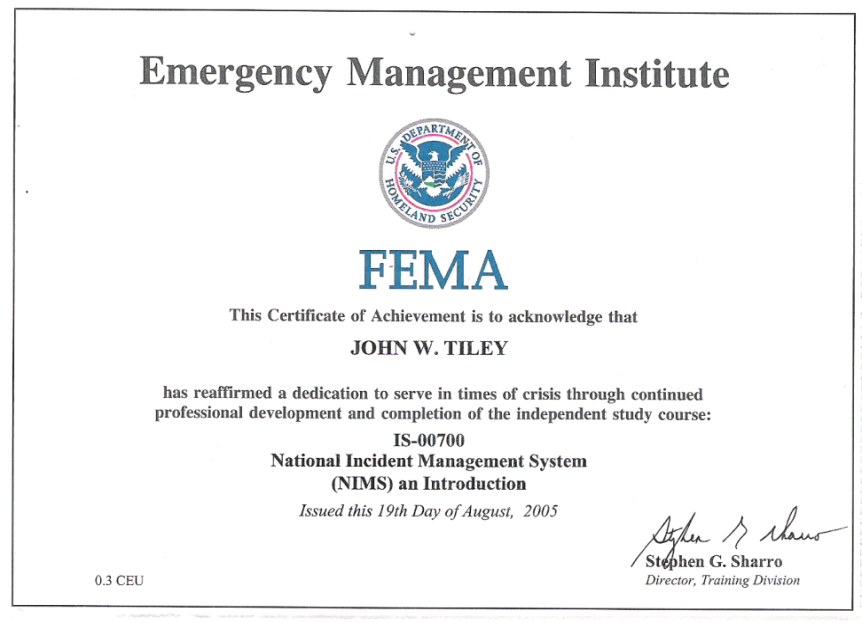 Emergency Management Institute
U.S. DEPARTMENT OF
HOMELAND SECURITY
FEMA
This Certificate of Achievement is to acknowledge that
JOHN W. TILEY
has reaffirmed a dedication to serve in times of crisis through continued
professional development and completion of the independent study course:
IS-00700
National Incident Management System
(NIMS) an Introduction
Issued this 19th Day of August, 2005
Stephen G Sharro
Stephen G. Sharro
Director, Training Division
0.3 CEU